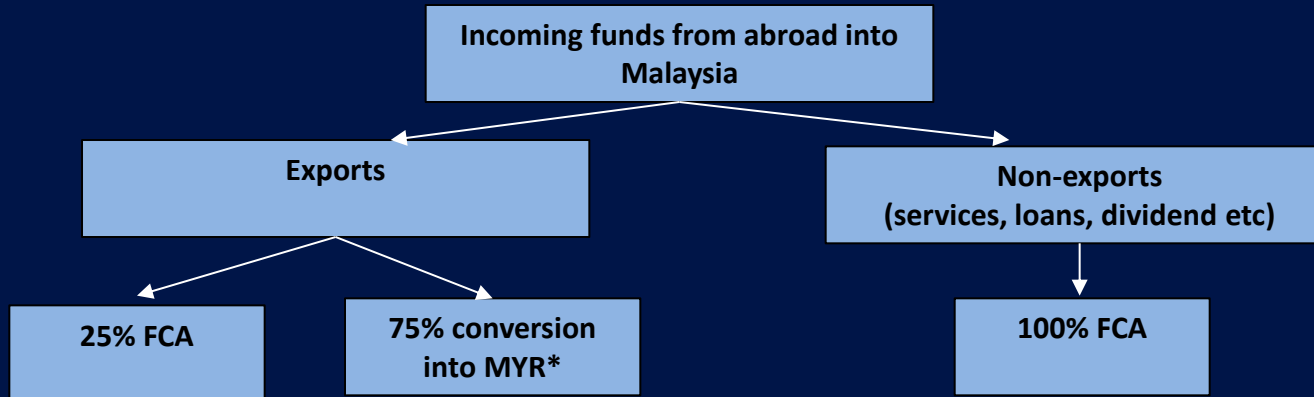 Incoming funds from abroad into
Malaysia
Exports
Non-exports
(services, loans, dividend etc)
25% FCA
75% conversion
into MYR*
100% FCA